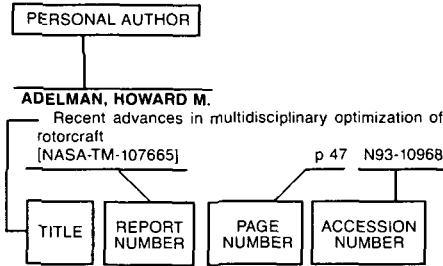 PERSONAL AUTHOR
ADELMAN, HOWARD M.
Recent advances in multidisciplinary optimization of
rotorcraft
[NASA-TM-107665] p 47 N93-10968
TITLE
REPORT
NUMBER
PAGE
NUMBER
ACCESSION
NUMBER